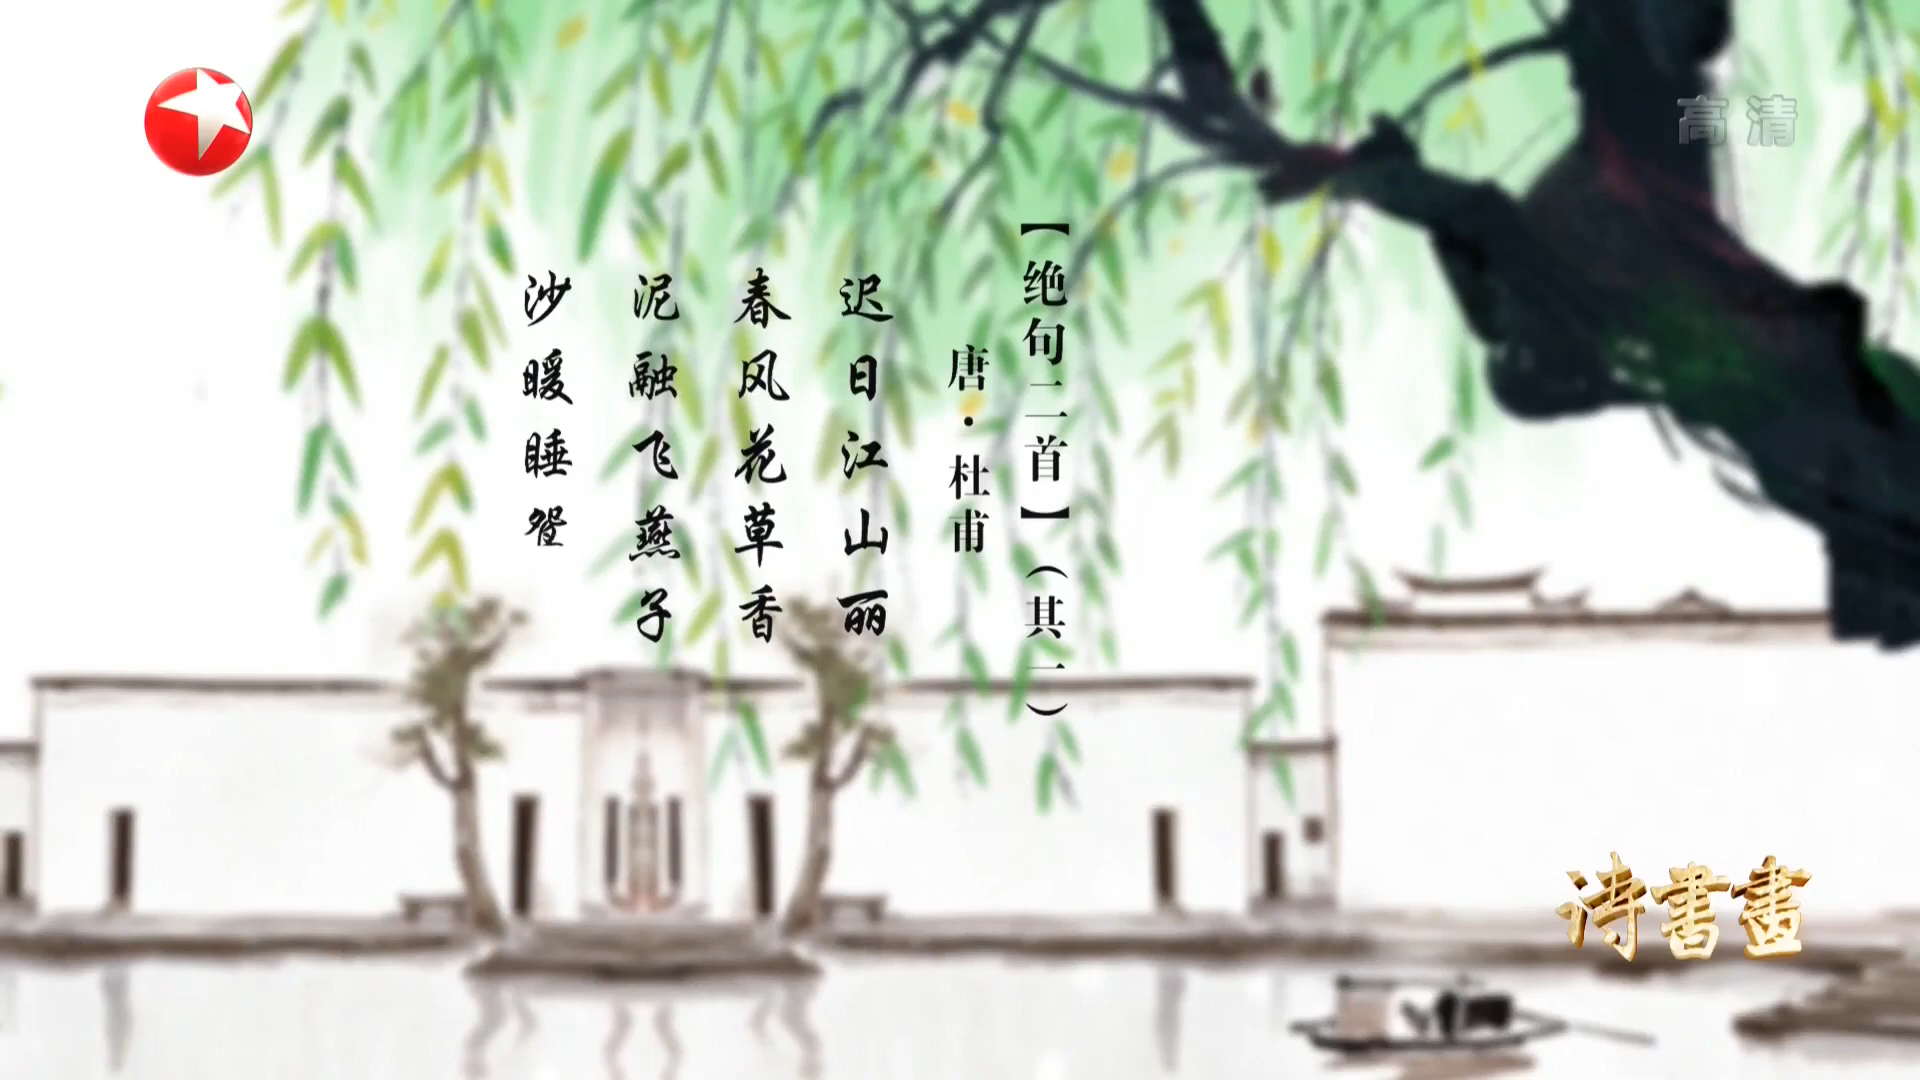 高清
【绝句二首】（其一）
唐·杜甫
迟日江山丽
春风花草香
泥融飞燕子
沙暖睡鸳
诗書畫